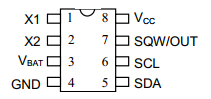 X1 1 8 VCC
X2 2 7 SQW/OUT
VBAT 3 6 SCL
GND 4 5 SDA